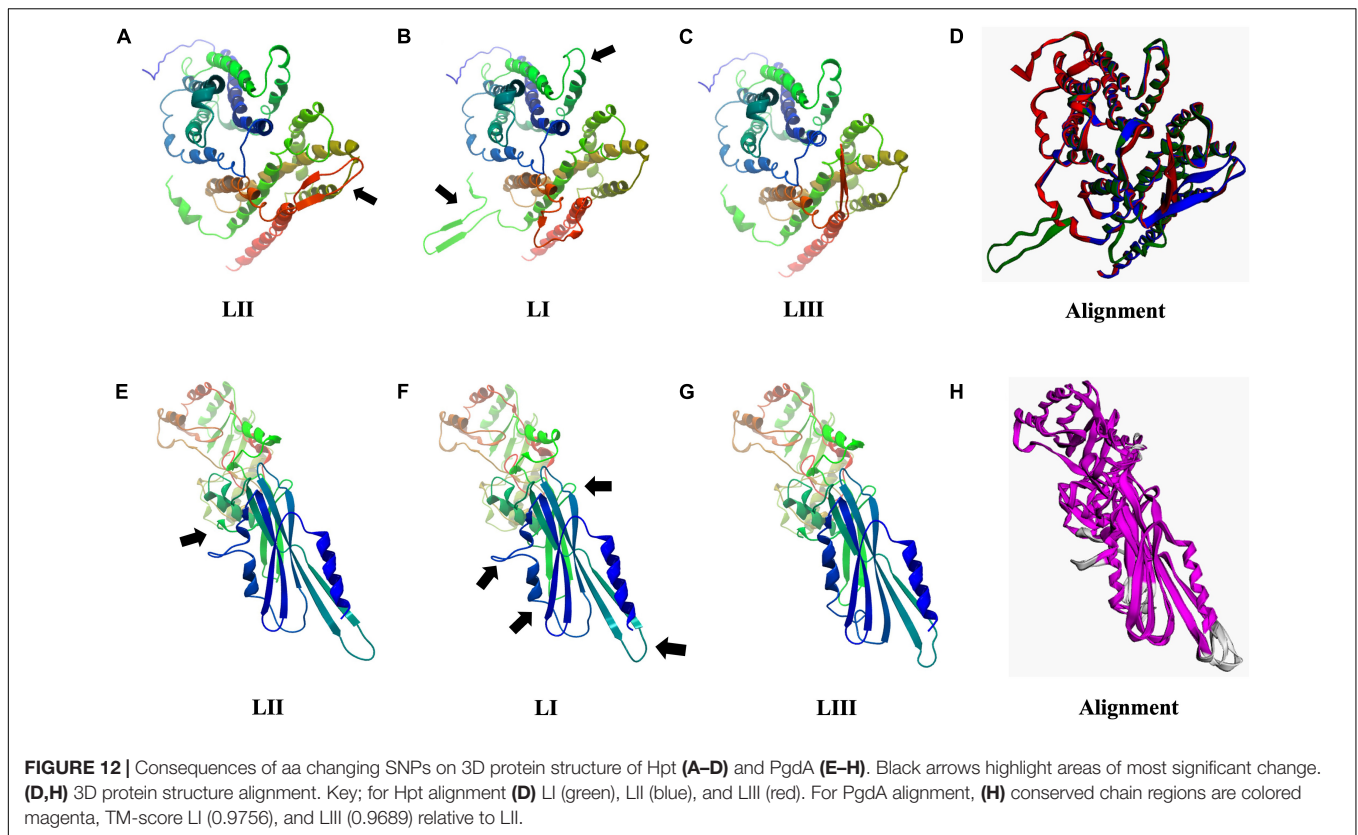 A
B
C
D
LII
LI
LIII
Alignment
E
F
G
H
LII
LI
LIII
Alignment
FIGURE 12 | Consequences of aa changing SNPs on 3D protein structure of Hpt (A–D) and PgdA (E–H). Black arrows highlight areas of most significant change.
(D,H) 3D protein structure alignment. Key; for Hpt alignment (D) LI (green), LII (blue), and LIII (red). For PgdA alignment, (H) conserved chain regions are colored
magenta, TM-score LI (0.9756), and LIII (0.9689) relative to LII.